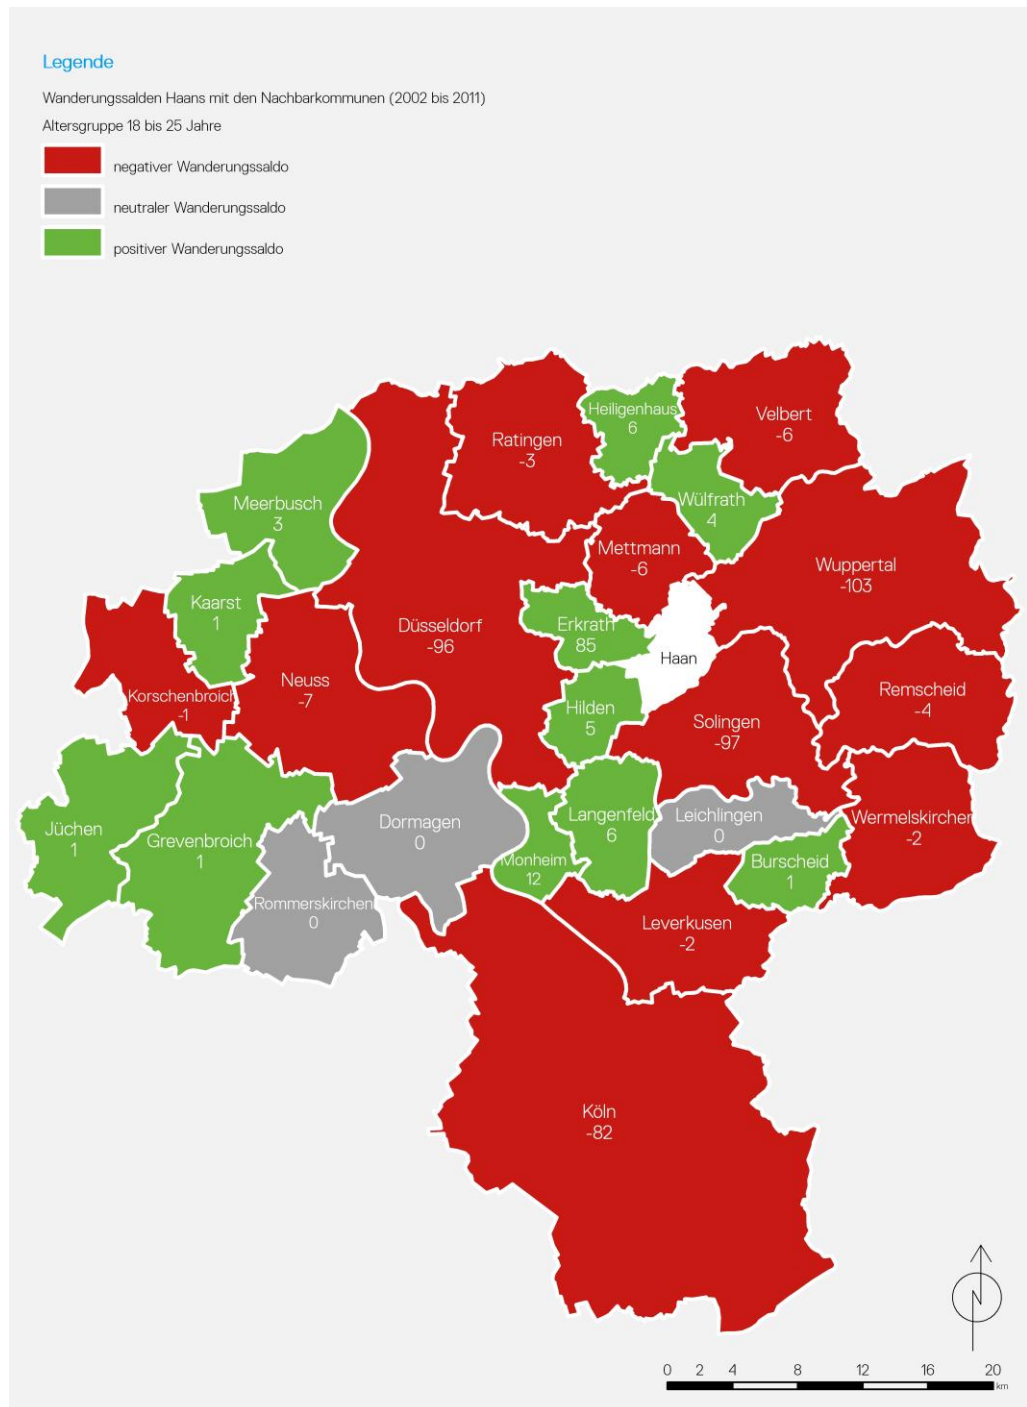 Legende
Wanderungssalden Haans mit den Nachbarkommunen (2002 bis 2011)
Altersgruppe 18 bis 25 Jahre
negativer Wanderungssaldo
neutraler Wanderungssaldo
positiver Wanderungssaldo
Velbert
-6
Heiligenhaus
6
Ratingen
-3
Meerbusch
3
Wülfrath
4
Mettmann
-6
Wuppertal
-103
Kaarst
1
Düsseldorf
-96
Erkrath
85
Haan
Neuss
-7
Korschenbroich
-1
Hilden
5
Solingen
-97
Remscheid
-4
Jüchen
1
Grevenbroich
1
Dormagen
0
Langenfeld
6
Leichlingen
0
Wermelskirchen
-2
Monheim
12
Burscheid
1
Rommerskirchen
0
Leverkusen
-2
Köln
-82
N
0 2 4 8 12 16 20
km